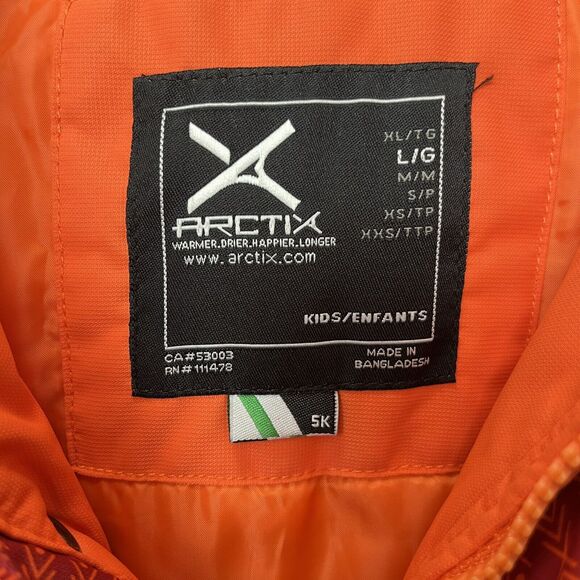 ARCTIX
WARMER.DRIER.HAPPIER.LONGER
www.arctix.com
XL/TG
L/G
M/M
S/P
XS/TP
XXS/TTP
KIDS/ENFANTS
CA#53003
RN#111478
MADE IN
BANGLADESH
5K